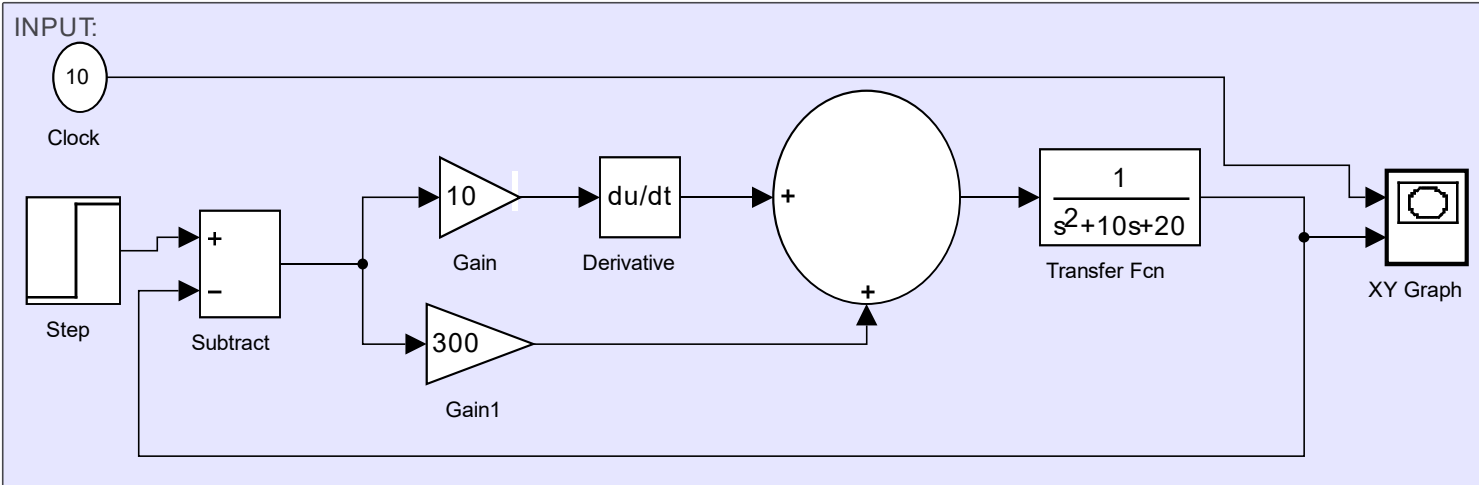 INPUT:
10
Clock
Step
+
−
Subtract
10
Gain
300
Gain1
du/dt
Derivative
+
+
1
s²+10s+20
Transfer Fcn
XY Graph